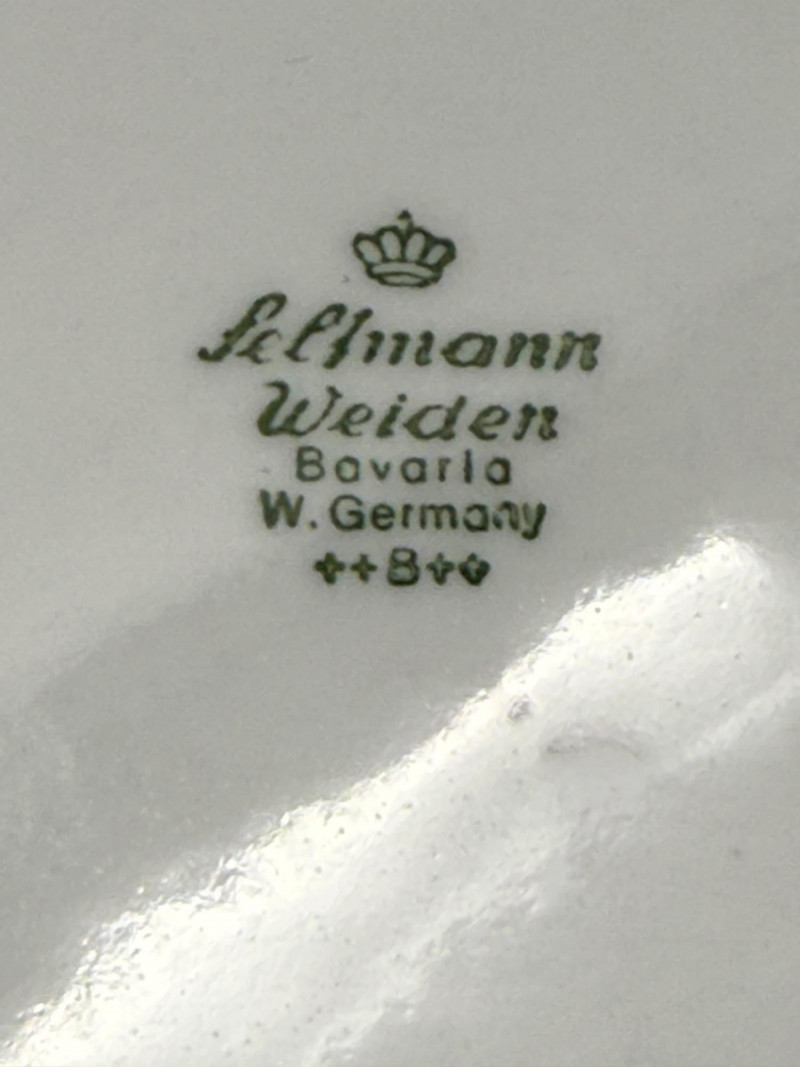 Seltmann
Weiden
Bavaria
W. Germany
++8++